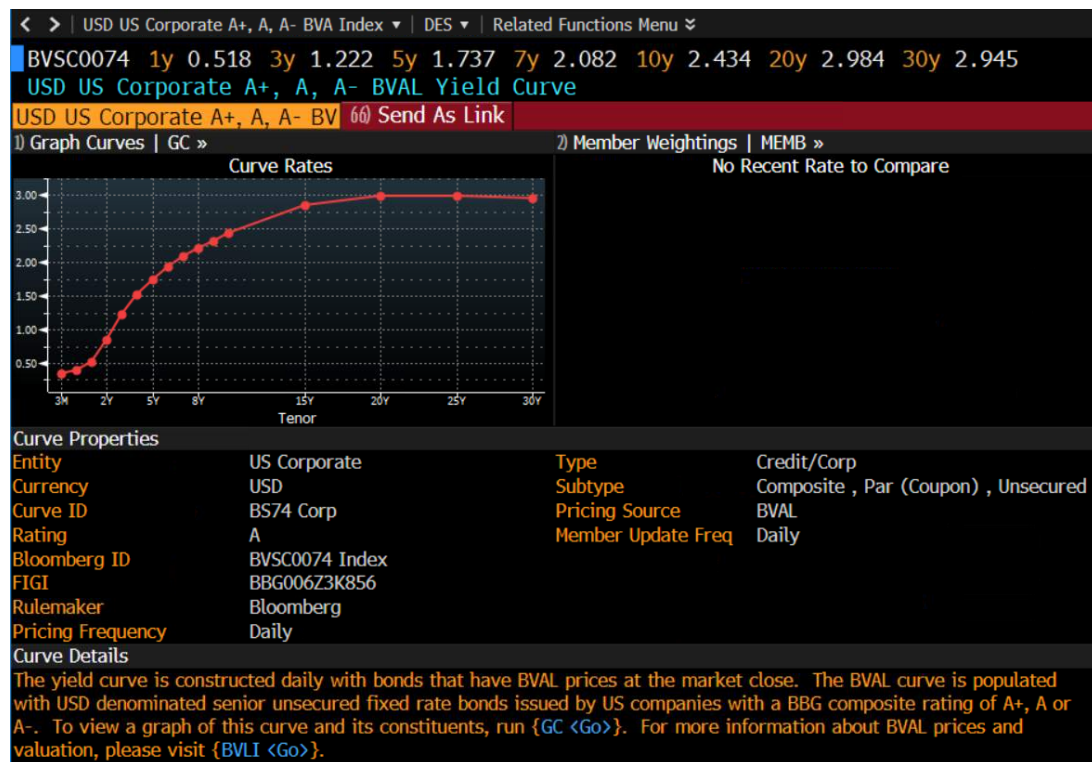 < > USD US Corporate A+, A, A- BVA Index ▾ DES ▾ Related Functions Menu
BVSC0074 1y 0.518 3y 1.222 5y 1.737 7y 2.082 10y 2.434 20y 2.984 30y 2.945
USD US Corporate A+, A, A- BVAL Yield Curve
USD US Corporate A+, A, A- BV 66) Send As Link
1) Graph Curves | GC »
2) Member Weightings | MEMB »
Curve Rates
No Recent Rate to Compare
3.00
2.50
2.00
1.50
1.00
0.50
3M 2Y 5Y 8Y 15Y 20Y 25Y 30Y
Tenor
Curve Properties
Entity US Corporate Type Credit/Corp
Currency USD Subtype Composite , Par (Coupon) , Unsecured
Curve ID BS74 Corp Pricing Source BVAL
Rating A Member Update Freq Daily
Bloomberg ID BVSC0074 Index
FIGI BBG006Z3K856
Rulemaker Bloomberg
Pricing Frequency Daily
Curve Details
The yield curve is constructed daily with bonds that have BVAL prices at the market close. The BVAL curve is populated
with USD denominated senior unsecured fixed rate bonds issued by US companies with a BBG composite rating of A+, A or
A-. To view a graph of this curve and its constituents, run {GC <Go>}. For more information about BVAL prices and
valuation, please visit {BVLI <Go>}.